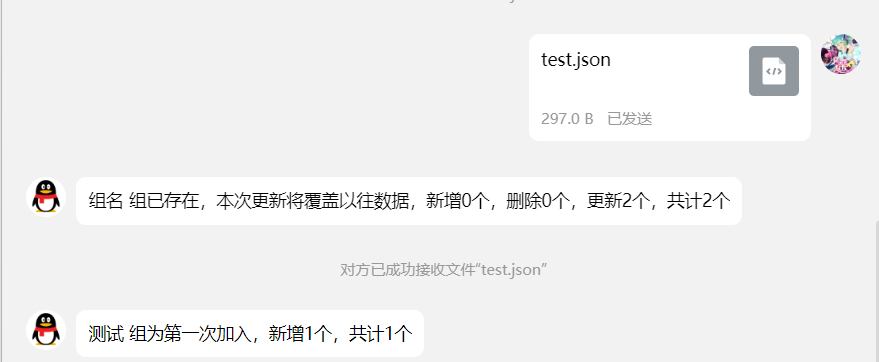 test.json
297.0 B 已发送
组名 组已存在，本次更新将覆盖以往数据，新增0个，删除0个，更新2个，共计2个
对方已成功接收文件“test.json”
测试 组为第一次加入，新增1个，共计1个